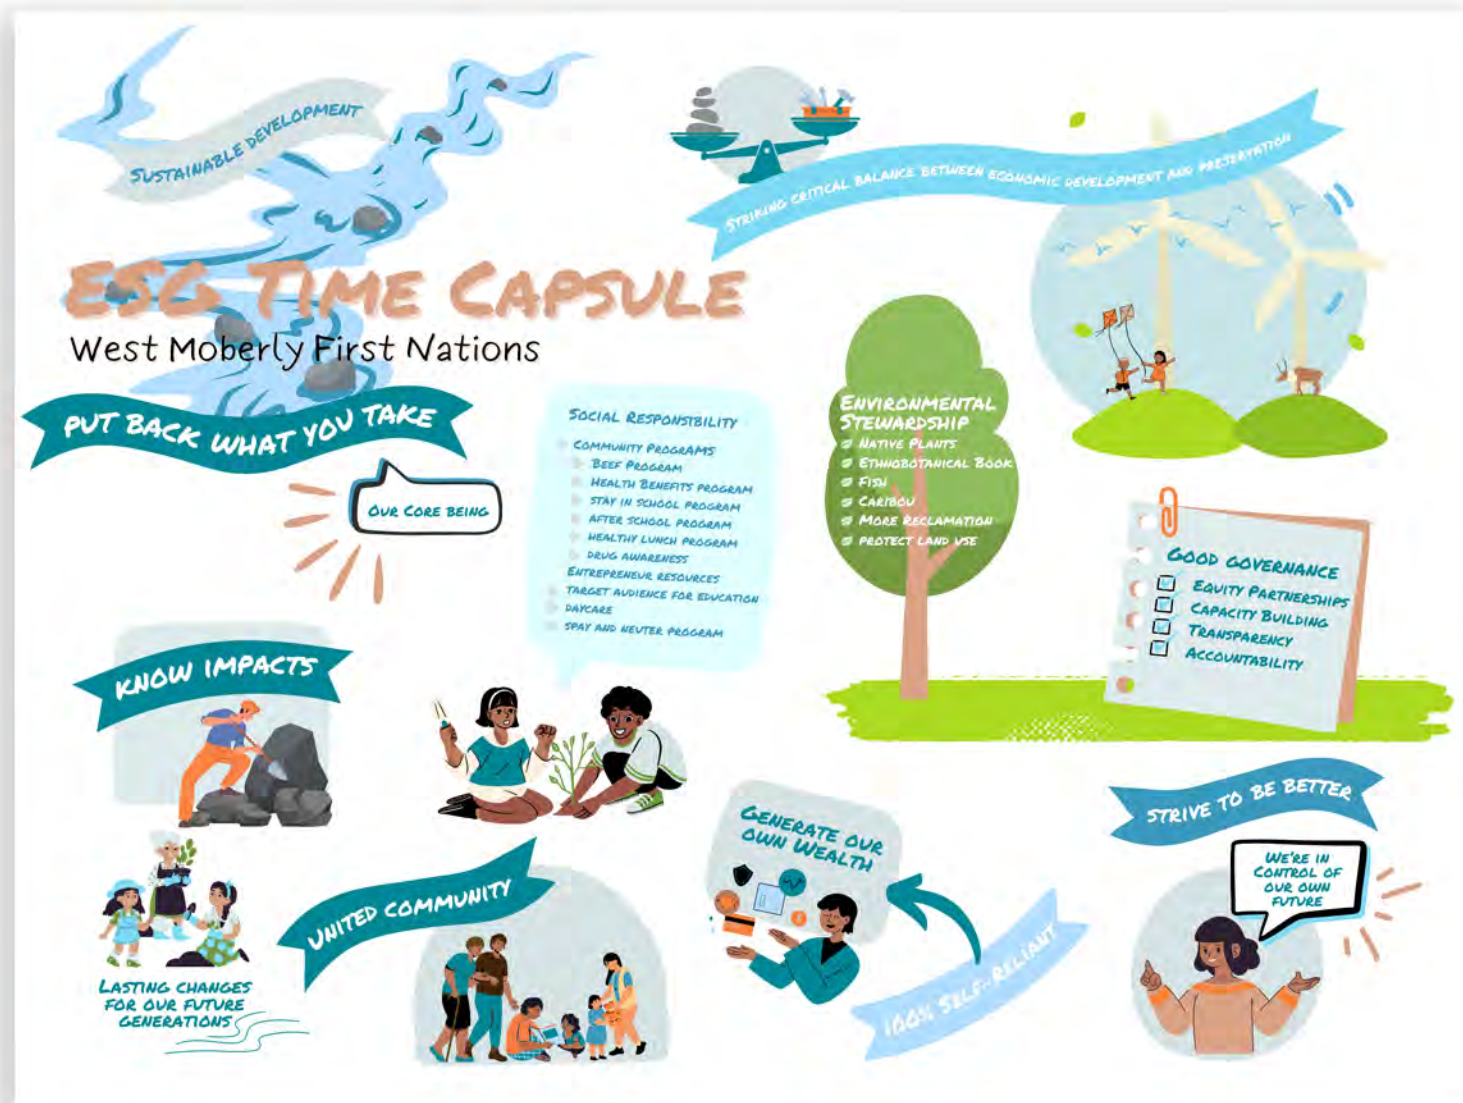 SUSTAINABLE DEVELOPMENT
STRIKING CRITICAL BALANCE BETWEEN ECONOMIC DEVELOPMENT AND PRESERVATION
ESG TIME CAPSULE
West Moberly First Nations
PUT BACK WHAT YOU TAKE
OUR CORE BEING
SOCIAL RESPONSIBILITY
COMMUNITY PROGRAMS
BEEF PROGRAM
HEALTH BENEFITS PROGRAM
STAY IN SCHOOL PROGRAM
AFTER SCHOOL PROGRAM
HEALTHY LUNCH PROGRAM
DRUG AWARENESS
ENTREPRENEUR RESOURCES
TARGET AUDIENCE FOR EDUCATION
DAYCARE
SPAY AND NEUTER PROGRAM
ENVIRONMENTAL
STEWARDSHIP
NATIVE PLANTS
ETHNOBOTANICAL BOOK
FISH
CARIBOU
MORE RECLAMATION
PROTECT LAND USE
GOOD GOVERNANCE
EQUITY PARTNERSHIPS
CAPACITY BUILDING
TRANSPARENCY
ACCOUNTABILITY
KNOW IMPACTS
LASTING CHANGES
FOR OUR FUTURE
GENERATIONS
UNITED COMMUNITY
GENERATE OUR
OWN WEALTH
100% SELF-RELIANT
STRIVE TO BE BETTER
WE'RE IN
CONTROL OF
OUR OWN
FUTURE